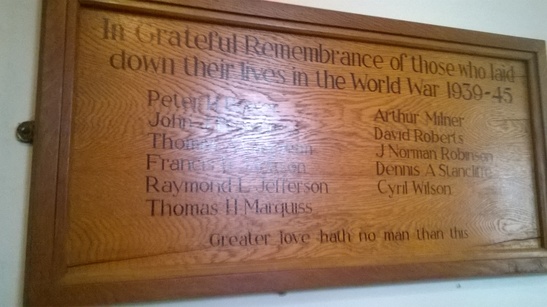 In Grateful Remembrance of those who laid
down their lives in the World War 1939-45
Peter
John
Thomas
Francis
Raymond L Jefferson
Thomas H Marquiss
Arthur Milner
David Roberts
J Norman Robinson
Dennis A Stancliffe
Cyril Wilson
Greater love hath no man than this